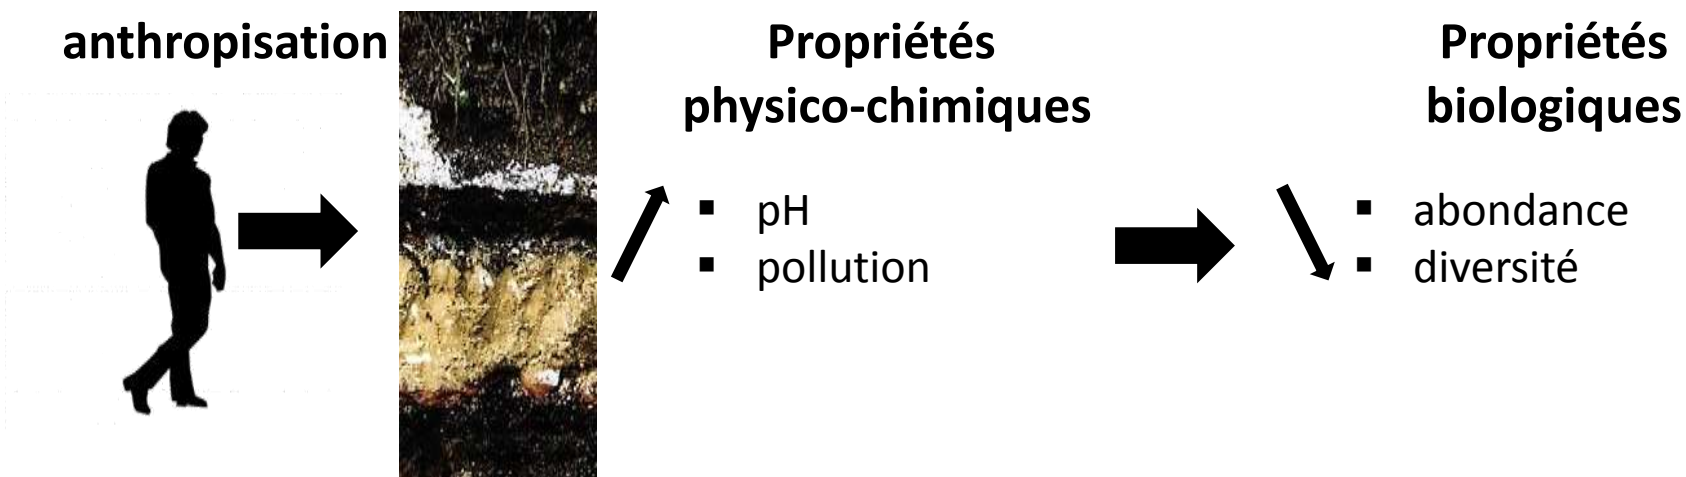 anthropisation
Propriétés
physico-chimiques
▪ pH
▪ pollution
Propriétés
biologiques
▪ abondance
▪ diversité